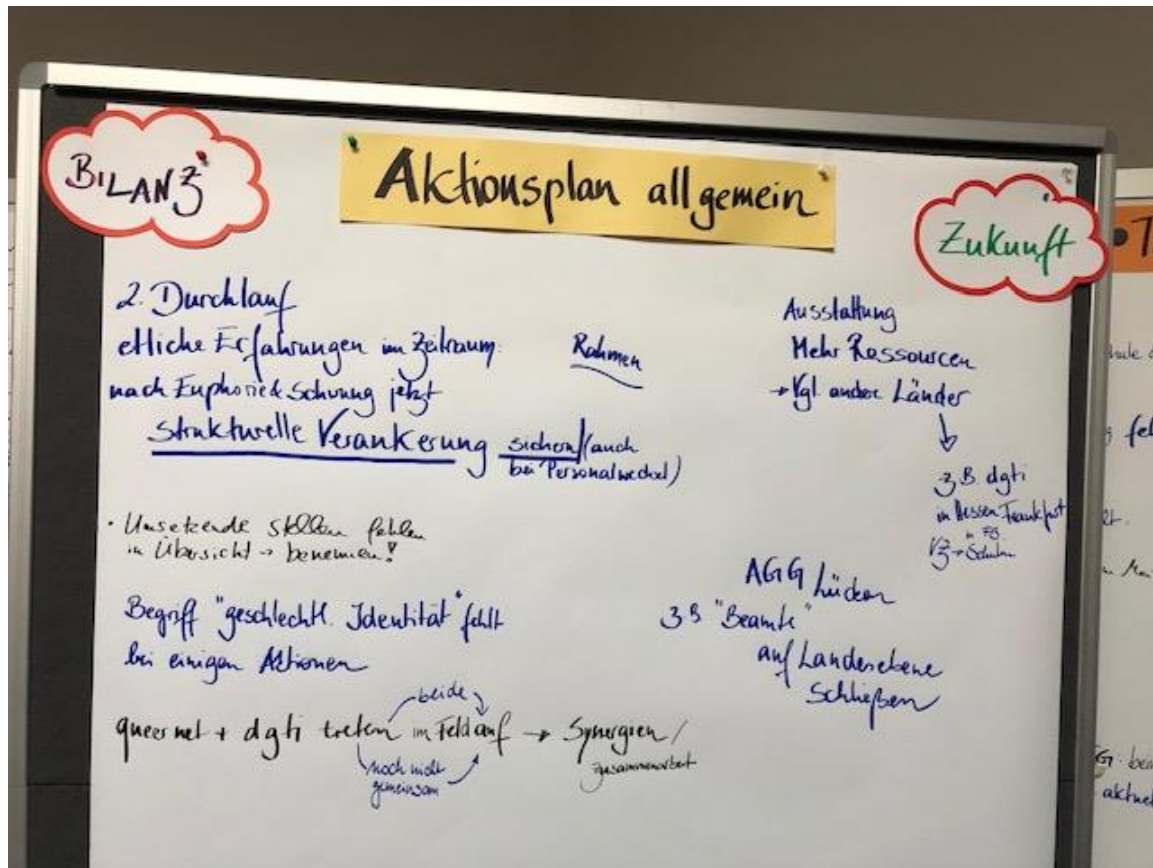 BILANZ
Aktionsplan allgemein
Zukunft
2. Durchlauf
etliche Erfahrungen im Zeitraum:
nach Euphorie & Schwung jetzt
strukturelle Verankerung sichern (auch
bei Personalwechsel)
Rahmen
Ausstattung
Mehr Ressourcen
→ Vgl. andere Länder
z B. dgti
in Hessen Frankfurt
→ Schulen
• Umsetzende Stellen fehlen
in Übersicht → benennen!
Begriff "geschlechtl. Identität" fehlt
bei einigen Aktionen
AGG Lücken
z B "Beamte"
auf Landesebene
Schließen
beide
queernet + dgti treten im Feld auf → Synergien /
Zusammenarbeit
noch nicht
gemeinsam
aktuel